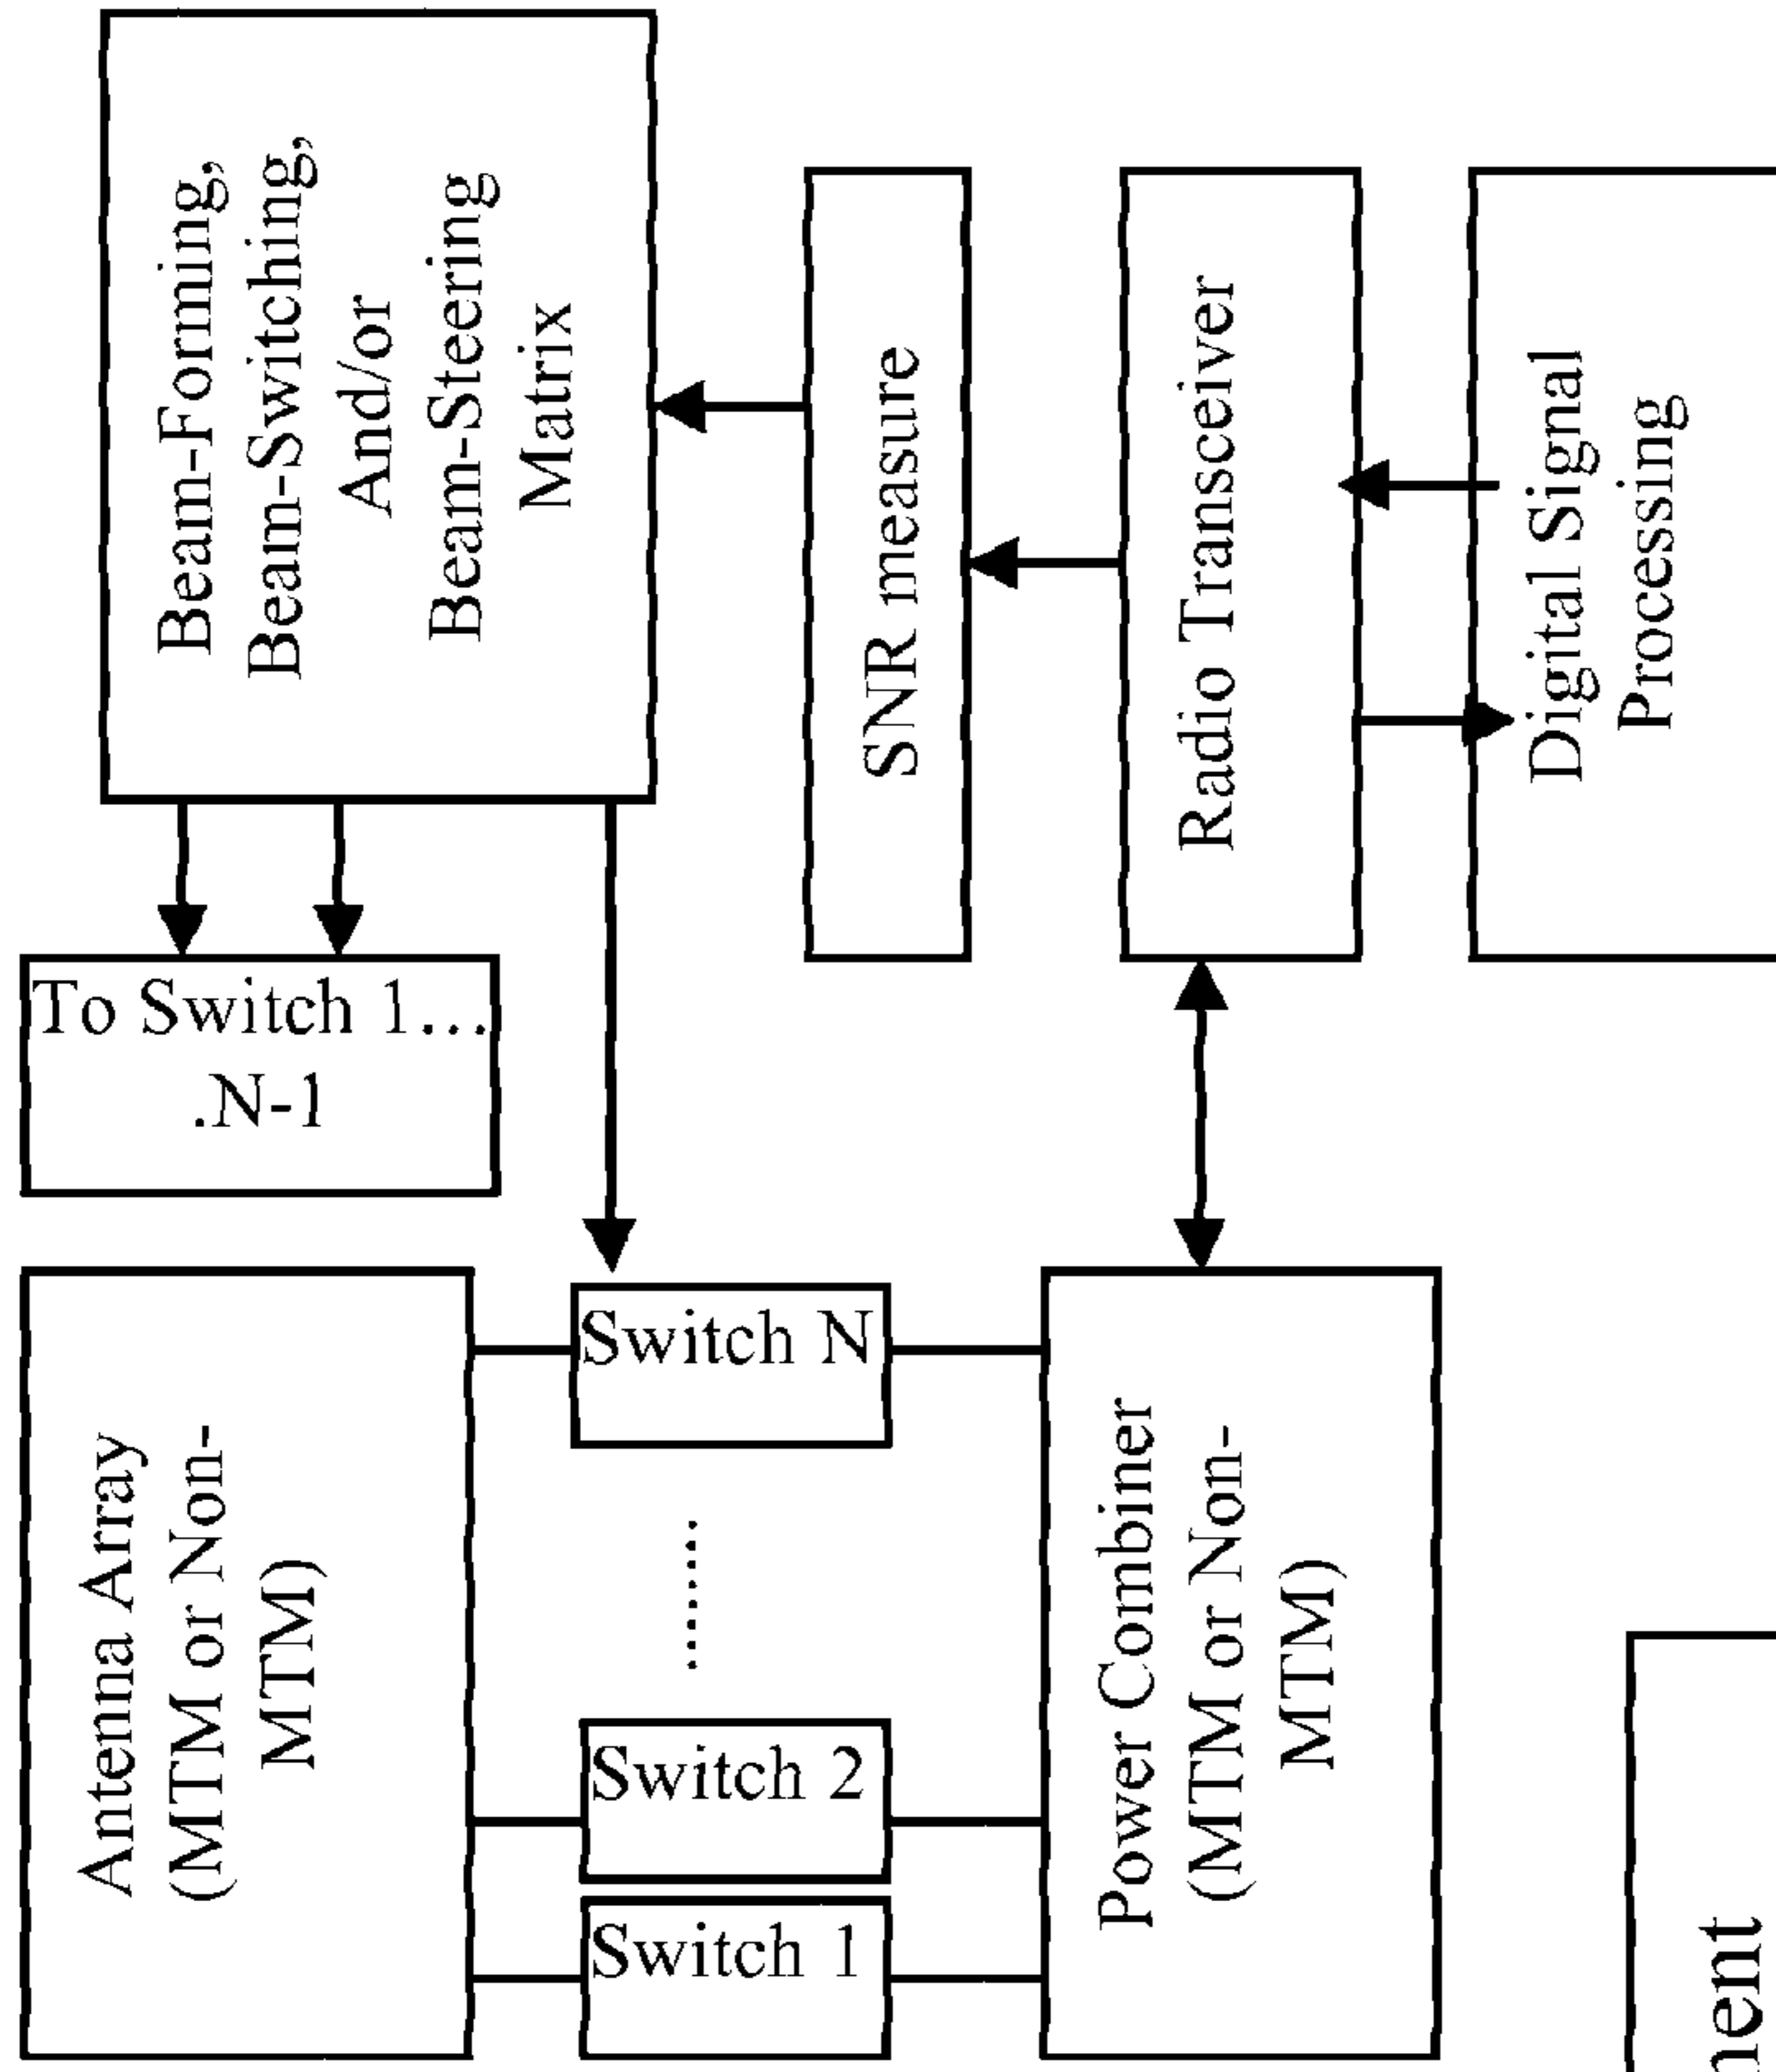 Beam-Forming,
Beam-Switching,
And/or
Beam-Steering
Matrix
SNR measure
Radio Transceiver
Digital Signal
Processing
To Switch 1...
.N-1
Antenna Array
(MTM or Non-
MTM)
Switch N
.......
Switch 2
Switch 1
Power Combiner
(MTM or Non-
MTM)